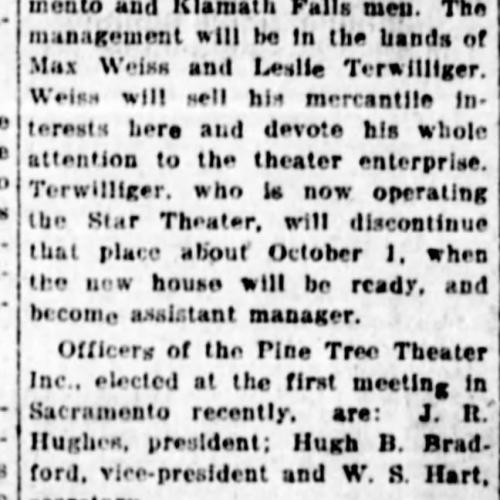 mento and Klamath Falls men. The
management will be in the hands of
Max Weiss and Leslie Terwilliger.
Weiss will sell his mercantile in-
terests here and devote his whole
attention to the theater enterprise.
Terwilliger, who is now operating
the Star Theater, will discontinue
that place about October 1, when
the new house will be ready, and
become assistant manager.
Officers of the Pine Tree Theater
Inc., elected at the first meeting in
Sacramento recently, are: J. R.
Hughes, president; Hugh B. Brad-
ford, vice-president and W. S. Hart,